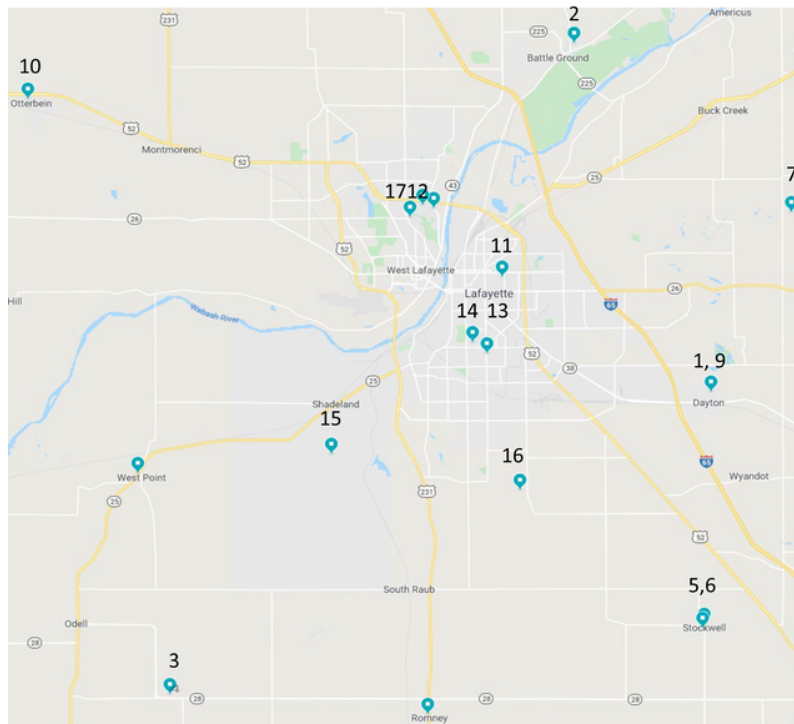 231
2
Americus
225
Battle Ground
10
225
Otterbein
52
Buck Creek
Montmorenci
52
25
7
43
1712
26
52
11
West Lafayette
Lafayette
26
Hill
65
Wabash River
14 13
52
1, 9
38
25
Dayton
Shadeland
15
16
65
West Point
Wyandot
231
25
52
South Raub
5,6
Odell
Stockwell
28
3
28
28
28
Romney